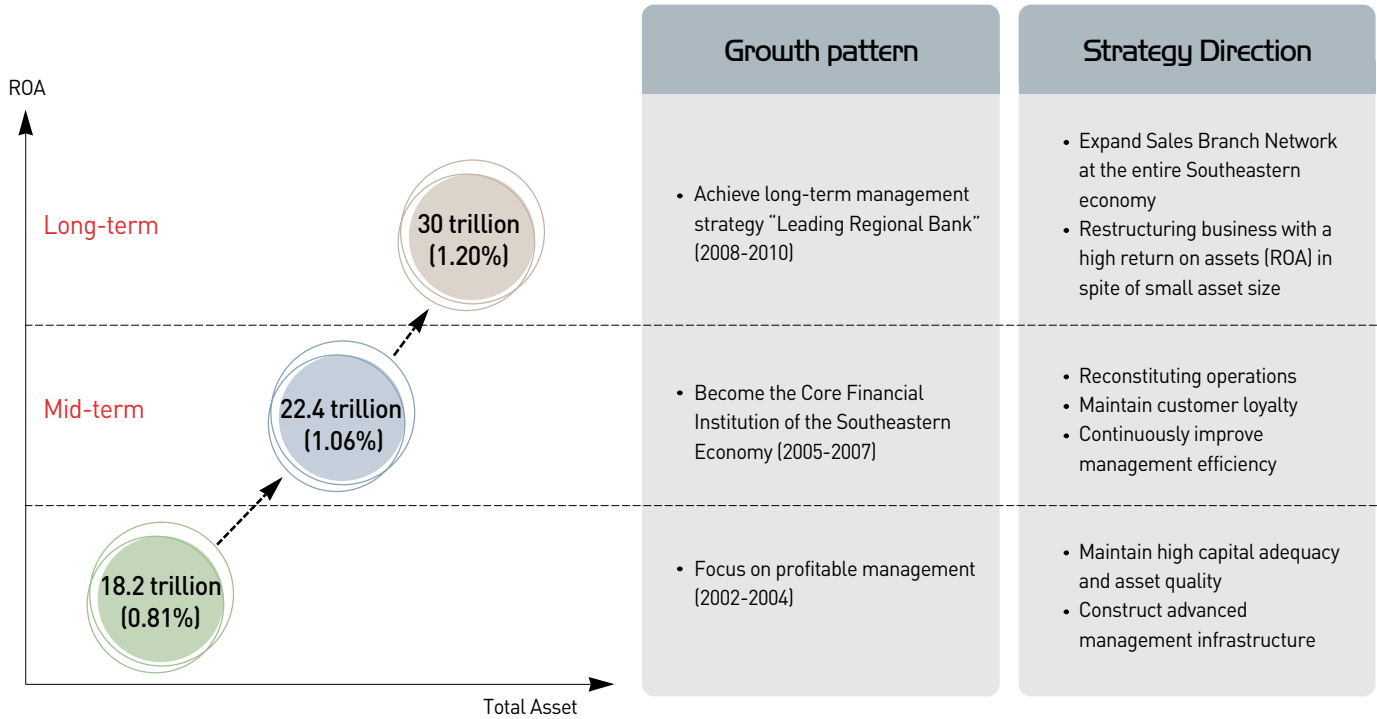 Growth pattern
Strategy Direction
ROA
Long-term
30 trillion
(1.20%)
• Achieve long-term management
strategy “Leading Regional Bank”
(2008-2010)
• Expand Sales Branch Network
at the entire Southeastern
economy
• Restructuring business with a
high return on assets (ROA) in
spite of small asset size
Mid-term
22.4 trillion
(1.06%)
• Become the Core Financial
Institution of the Southeastern
Economy (2005-2007)
• Reconstituting operations
• Maintain customer loyalty
• Continuously improve
management efficiency
18.2 trillion
(0.81%)
• Focus on profitable management
(2002-2004)
• Maintain high capital adequacy
and asset quality
• Construct advanced
management infrastructure
Total Asset